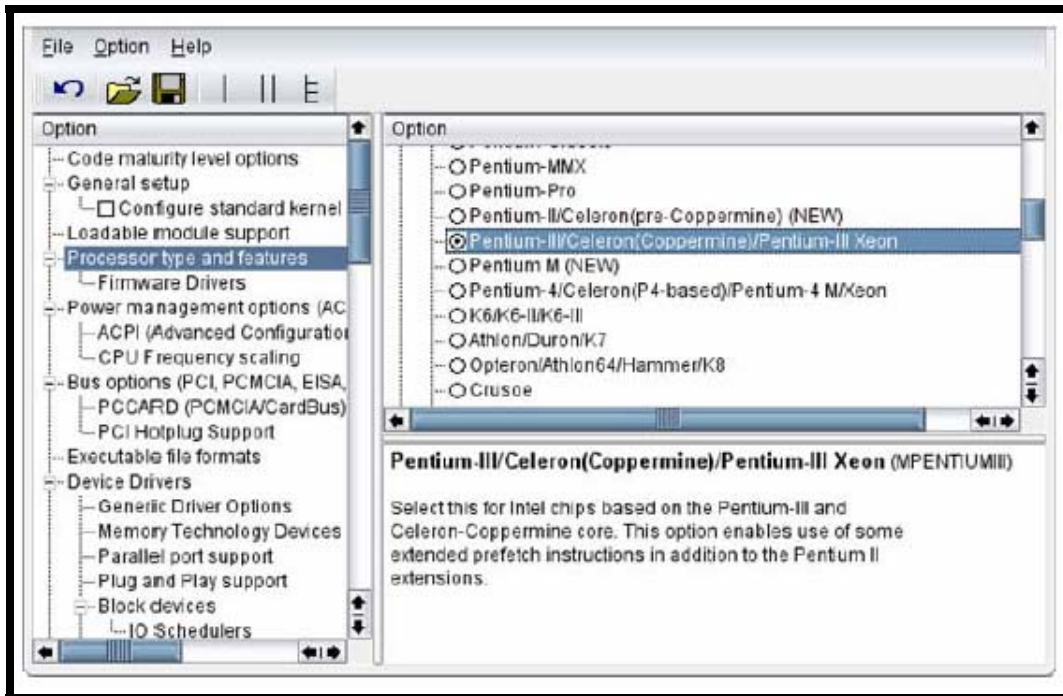 File Option Help
Option
Code maturity level options
General setup
Configure standard kernel
Loadable module support
Processor type and features
Firmware Drivers
Power management options (AC
ACPI (Advanced Configuration
CPU Frequency scaling
Bus options (PCI, PCMCIA, EISA,
PCCARD (PCMCIA/CardBus)
PCI Hotplug Support
Executable file formats
Device Drivers
Generic Driver Options
Memory Technology Devices
Parallel port support
Plug and Play support
Block devices
IO Schedulers
Option
Pentium-MMX
Pentium-Pro
Pentium-II/Celeron(pre-Coppermine) (NEW)
Pentium-III/Celeron(Coppermine)/Pentium-III Xeon
Pentium M (NEW)
Pentium-4/Celeron(P4-based)/Pentium-4 M/Xeon
K6/K6-II/K6-III
Athlon/Duron/K7
Opteron/Athlon64/Hammer/K8
Crusoe
Pentium-III/Celeron(Coppermine)/Pentium-III Xeon (MPENTIUMIII)
Select this for Intel chips based on the Pentium-III and
Celeron-Coppermine core. This option enables use of some
extended prefetch instructions in addition to the Pentium II
extensions.